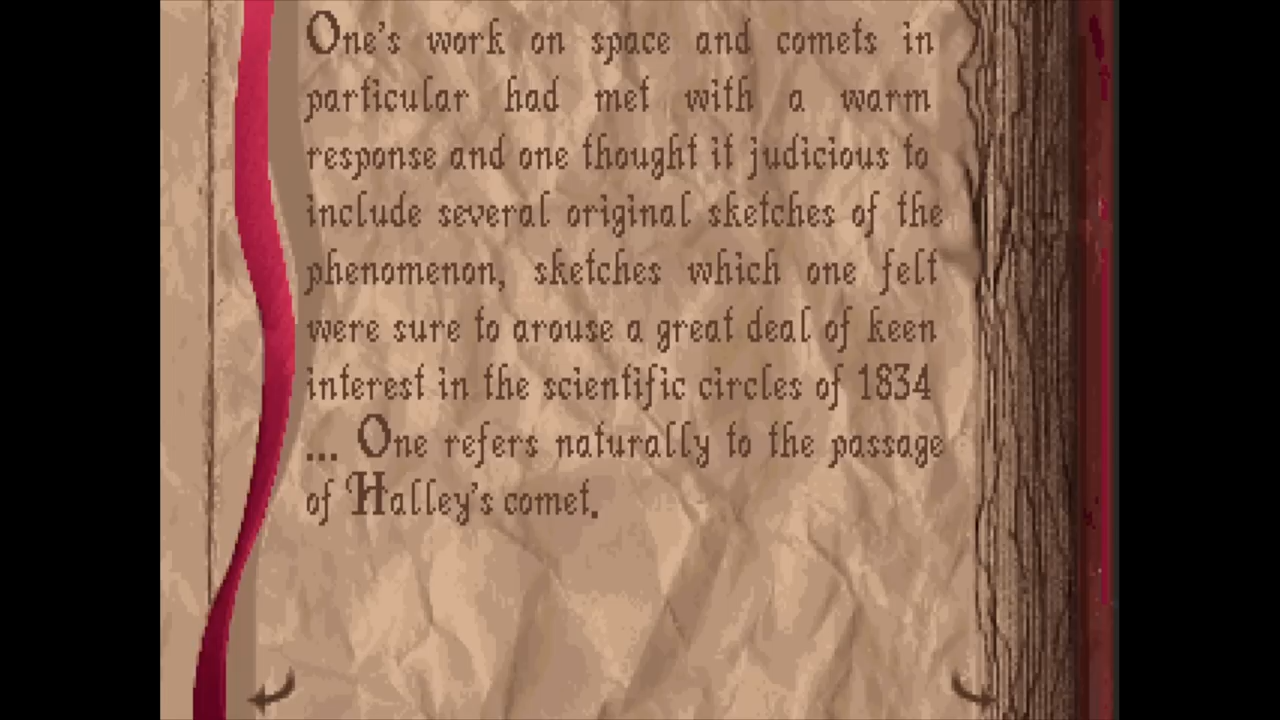 One's work on space and comets in
particular had met with a warm
response and one thought it judicious to
include several original sketches of the
phenomenon, sketches which one felt
were sure to arouse a great deal of keen
interest in the scientific circles of 1834
... One refers naturally to the passage
of Halley's comet.